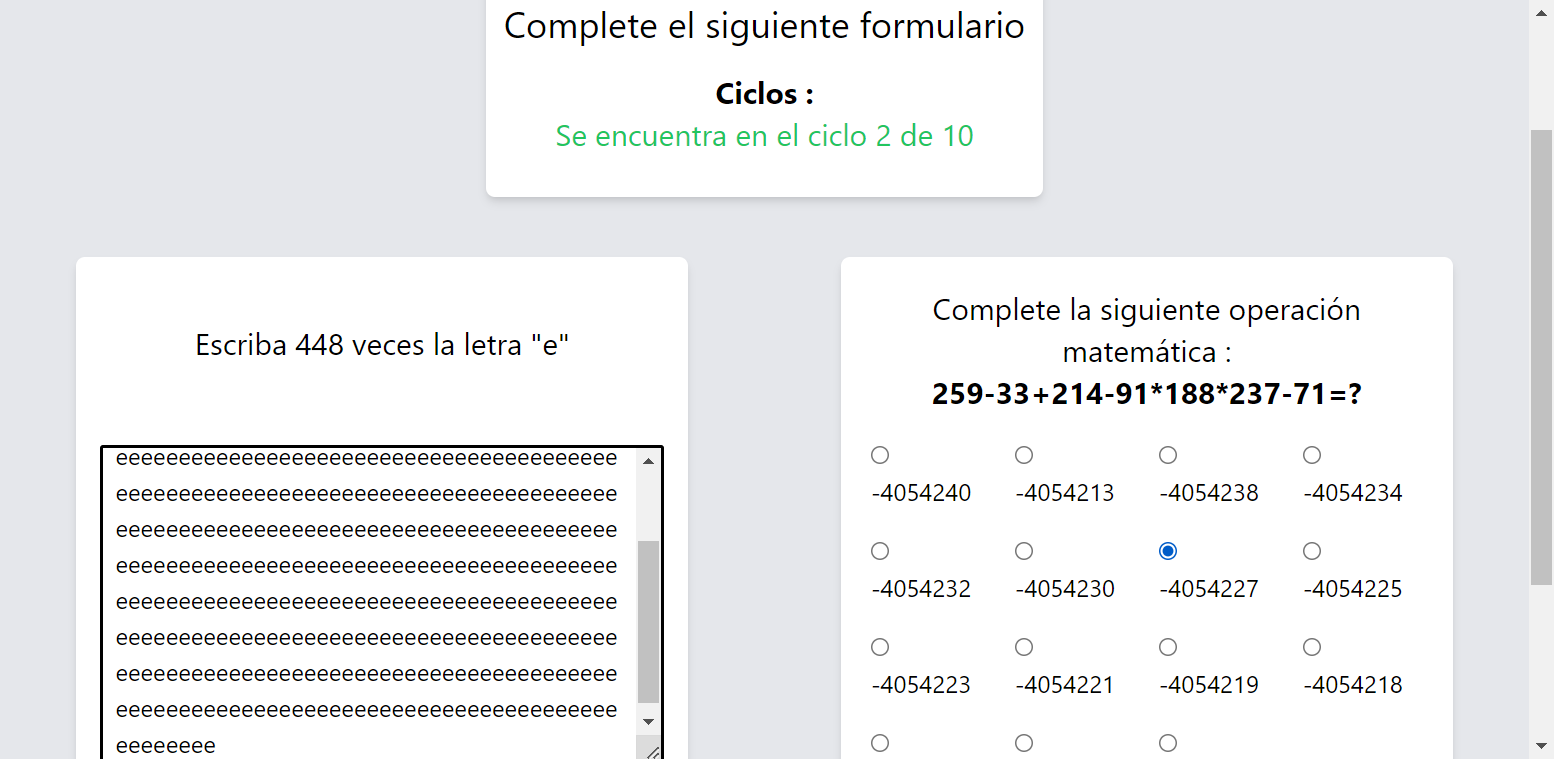 Complete el siguiente formulario
Ciclos :
Se encuentra en el ciclo 2 de 10
Escriba 448 veces la letra "e"
eeeeeeeeeeeeeeeeeeeeeeeeeeeeeeeeeeeeeeee
eeeeeeeeeeeeeeeeeeeeeeeeeeeeeeeeeeeeeeee
eeeeeeeeeeeeeeeeeeeeeeeeeeeeeeeeeeeeeeee
eeeeeeeeeeeeeeeeeeeeeeeeeeeeeeeeeeeeeeee
eeeeeeeeeeeeeeeeeeeeeeeeeeeeeeeeeeeeeeee
eeeeeeeeeeeeeeeeeeeeeeeeeeeeeeeeeeeeeeee
eeeeeeeeeeeeeeeeeeeeeeeeeeeeeeeeeeeeeeee
eeeeeeeeeeeeeeeeeeeeeeeeeeeeeeeeeeeeeeee
eeeeeeee
Complete la siguiente operación
matemática :
259-33+214-91*188*237-71=?
-4054240 -4054213 -4054238 -4054234
-4054232 -4054230 -4054227 -4054225
-4054223 -4054221 -4054219 -4054218